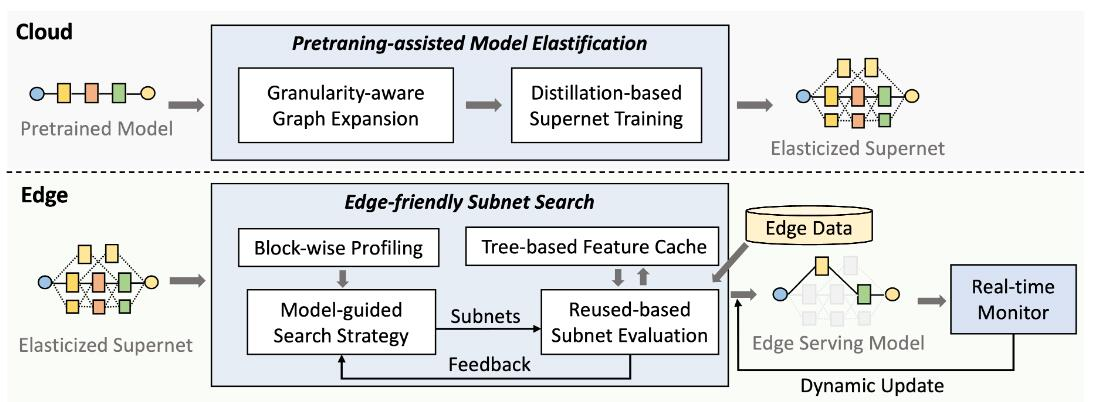 Cloud
Pretraning-assisted Model Elastification
Granularity-aware
Graph Expansion
Distillation-based
Supernet Training
Pretrained Model
Elasticized Supernet
Edge
Edge-friendly Subnet Search
Block-wise Profiling
Tree-based Feature Cache
Edge Data
Model-guided
Search Strategy
Subnets
Reused-based
Subnet Evaluation
Feedback
Elasticized Supernet
Edge Serving Model
Real-time
Monitor
Dynamic Update